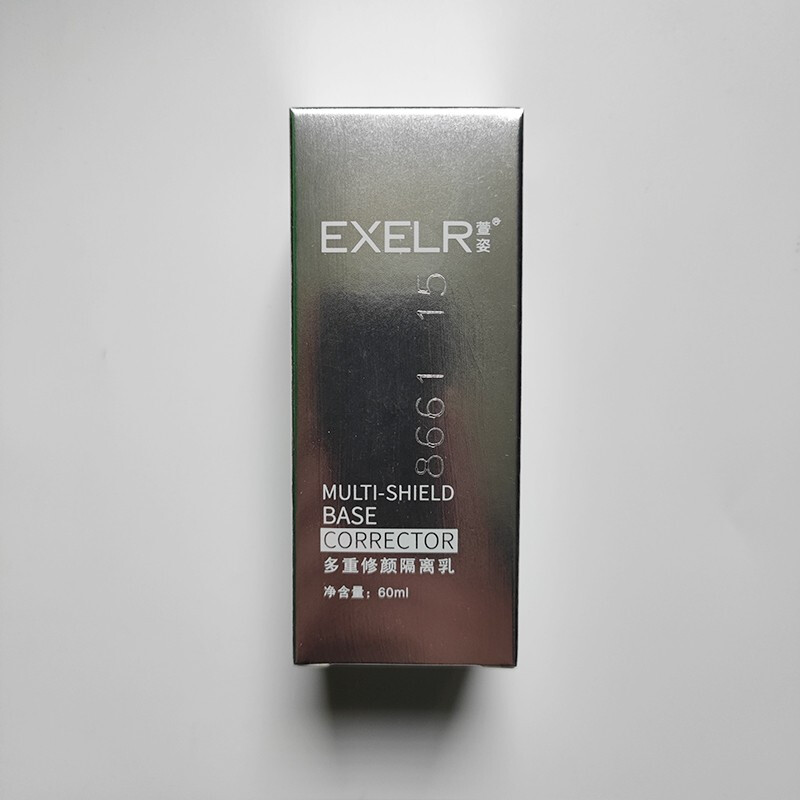 EXELR萱姿®
8661 15
MULTI-SHIELD
BASE
CORRECTOR
多重修颜隔离乳
净含量：60ml